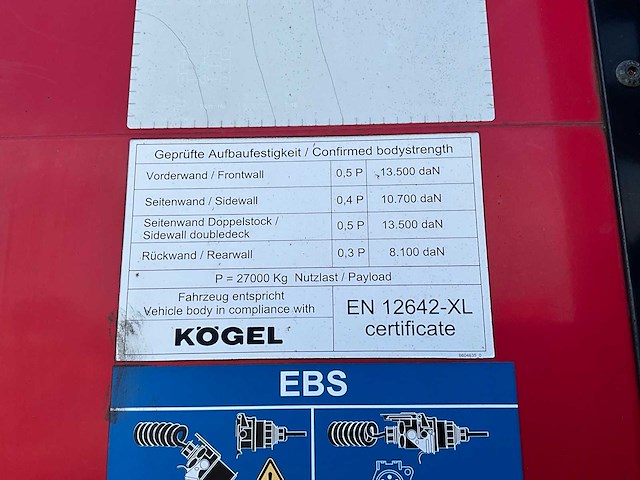 Geprüfte Aufbaufestigkeit / Confirmed bodystrength
Vorderwand / Frontwall 0,5 P 13.500 daN
Seitenwand / Sidewall 0,4 P 10.700 daN
Seitenwand Doppelstock /
Sidewall doubledeck 0,5 P 13.500 daN
Rückwand / Rearwall 0,3 P 8.100 daN
P = 27000 Kg Nutzlast / Payload
Fahrzeug entspricht
Vehicle body in compliance with
KÖGEL
EN 12642-XL
certificate
EBS